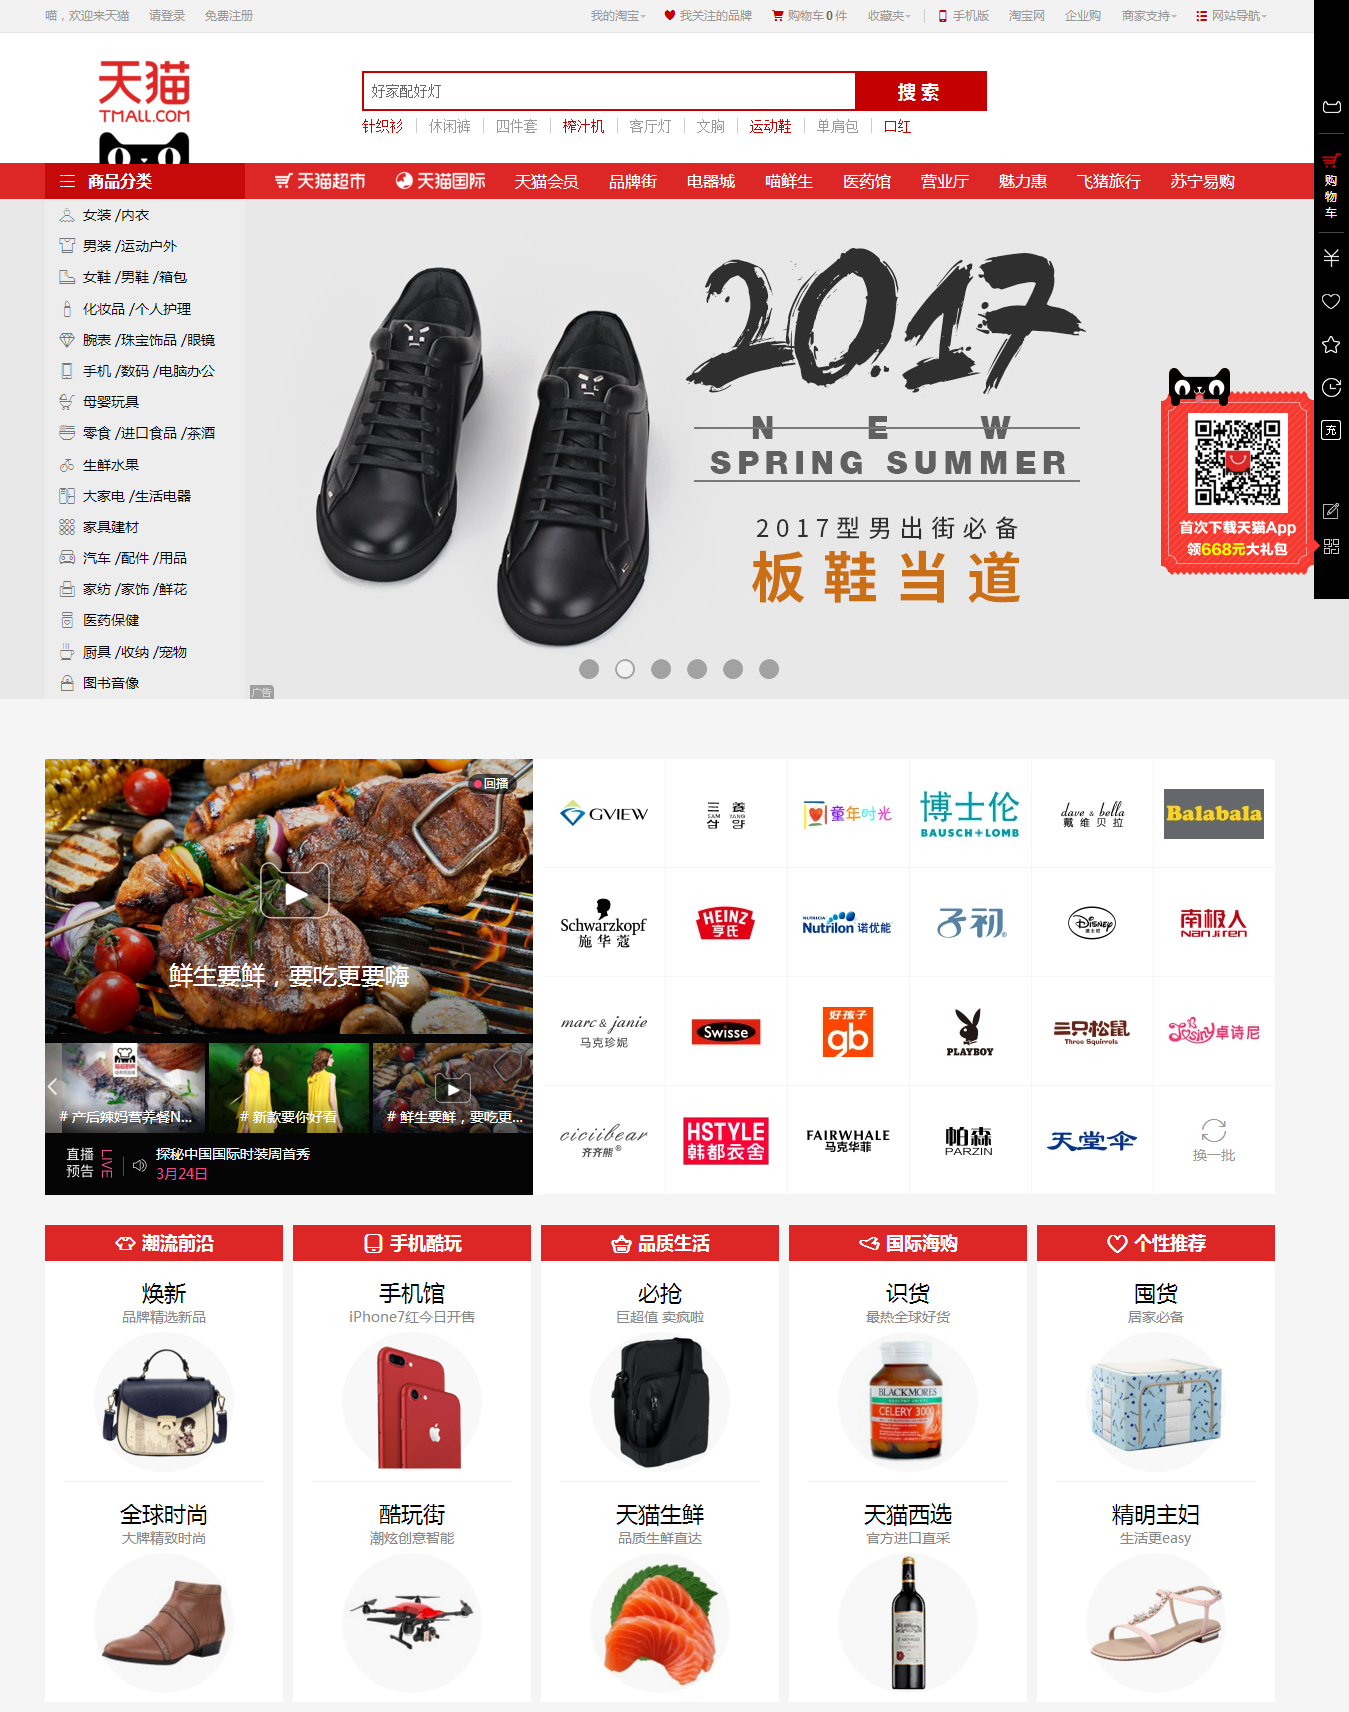 喵，欢迎来天猫 请登录 免费注册 我的淘宝 我关注的品牌 购物车0件 收藏夹 手机版 淘宝网 企业购 商家支持 网站导航
天猫
TMALL.COM
好家配好灯 搜 索
针织衫 休闲裤 四件套 榨汁机 客厅灯 文胸 运动鞋 单肩包 口红
商品分类 天猫超市 天猫国际 天猫会员 品牌街 电器城 喵鲜生 医药馆 营业厅 魅力惠 飞猪旅行 苏宁易购
购物车
女装 /内衣
男装 /运动户外
女鞋 /男鞋 /箱包
化妆品 /个人护理
腕表 /珠宝饰品 /眼镜
手机 /数码 /电脑办公
母婴玩具
零食 /进口食品 /茶酒
生鲜水果
大家电 /生活电器
家具建材
汽车 /配件 /用品
家纺 /家饰 /鲜花
医药保健
厨具 /收纳 /宠物
图书音像
2017
NEW
SPRING SUMMER
2017型男出街必备
板鞋当道
广告
充
首次下载天猫App
领668元大礼包
回播
鲜生要鲜，要吃更要嗨
# 产后辣妈营养餐N...
# 新款要你好看
# 鲜生要鲜，要吃更...
直播
预告
LIVE
探秘中国国际时装周首秀
3月24日
GVIEW
三 養
SAM YANG
삼 양
童年时光
博士伦
BAUSCH+LOMB
dave & bella
戴维贝拉
Balabala
Schwarzkopf
施华蔻
HEINZ
亨氏
NUTRICIA
Nutrilon 诺优能
子初
Disney
迪士尼
南极人
NanJiren
marc & janie
马克珍妮
Swisse
好孩子
gb
PLAYBOY
三只松鼠
Three Squirrels
Josiny 卓诗尼
ciciibear
齐齐熊
HSTYLE
韩都衣舍
FAIRWHALE
马克华菲
帕森
PARZIN
天堂伞
换一批
潮流前沿 手机酷玩 品质生活 国际海购 个性推荐
焕新 手机馆 必抢 识货 囤货
品牌精选新品 iPhone7红今日开售 巨超值 卖疯啦 最热全球好货 居家必备
BLACKMORES
CELERY 3000
全球时尚 酷玩街 天猫生鲜 天猫西选 精明主妇
大牌精致时尚 潮炫创意智能 品质生鲜直达 官方进口直采 生活更easy